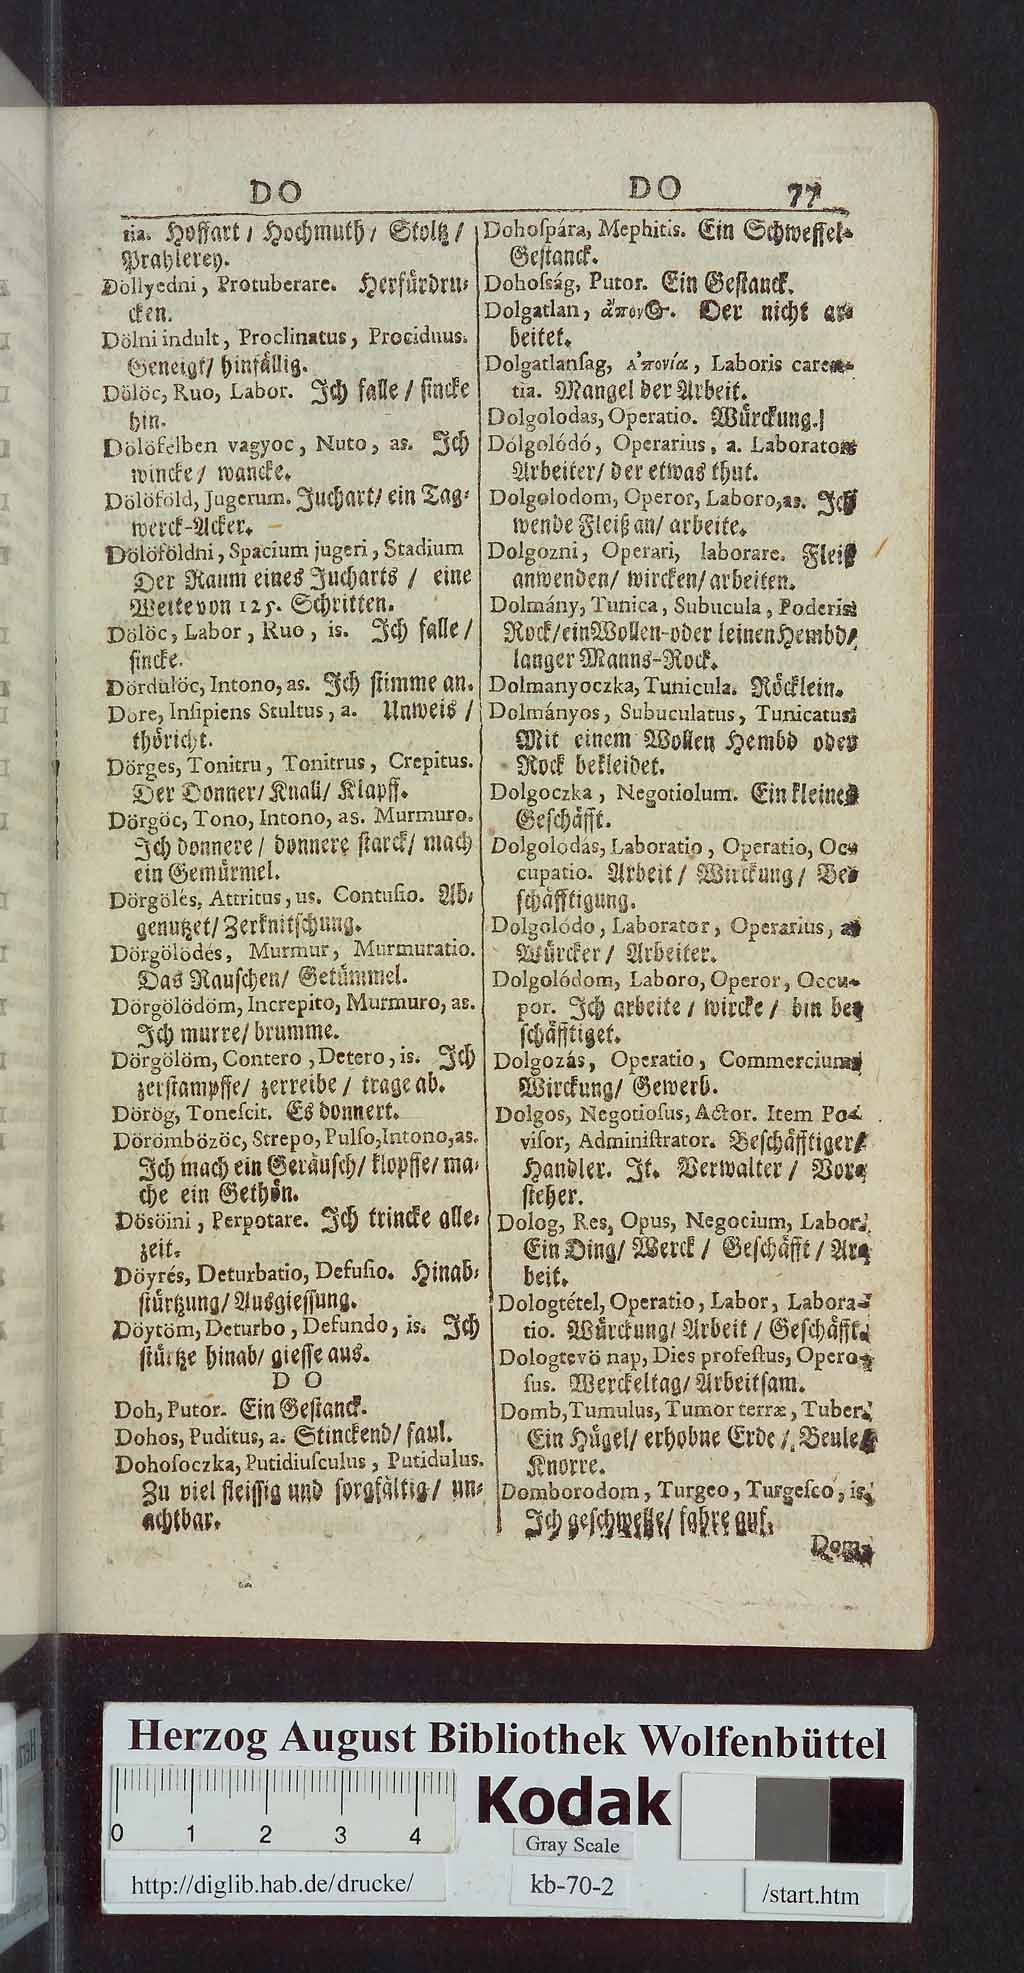 DO
tia. Hoffart / Hochmuth / Stoltz /
Prahlerey.
Döllyedni, Protuberare. Herfürdru-
cken.
Dölni indult, Proclinatus, Prociduus.
Geneigt / hinfällig.
Dölöc, Ruo, Labor. Ich falle / sincke
hin.
Dölöfelben vagyoc, Nuto, as. Ich
wincke / wancke.
Dölöföld, Jugerum. Juchart / ein Tag-
werck-Acker.
Dölöföldni, Spacium jugeri, Stadium
Der Raum eines Jucharts / eine
Weite von 125. Schritten.
Dölöc, Labor, Ruo, is. Ich falle /
sincke.
Dördülöc, Intono, as. Ich stimme an.
Döre, Inſipiens Stultus, a. Unweis /
thöricht.
Dörges, Tonitru, Tonitrus, Crepitus.
Der Donner / Knall / Klapff.
Dörgöc, Tono, Intono, as. Murmuro.
Ich donnere / donnere starck / mach
ein Gemürmel.
Dörgölés, Attritus, us. Contuſio. Ab-
genutzet / Zerknitschung.
Dörgölödés, Murmur, Murmuratio.
Das Rauschen / Getümmel.
Dörgölödöm, Increpito, Murmuro, as.
Ich murre / brumme.
Dörgölöm, Contero, Detero, is. Ich
zerstampffe / zerreibe / trage ab.
Dörög, Toneſcit. Es donnert.
Dörömbözöc, Strepo, Pulſo, Intono, as.
Ich mach ein Geräusch / klopffe / ma-
che ein Gethön.
Dösöini, Perpotare. Ich trincke alle-
zeit.
Döyrés, Deturbatio, Defuſio. Hinab-
stürtzung / Ausgiessung.
Döytöm, Deturbo, Defundo, is. Ich
stürtze hinab / giesse aus.
D O
Doh, Putor. Ein Gestanck.
Dohos, Puditus, a. Stinckend / faul.
Dohoſoczka, Putidiuſculus, Putidulus.
Zu viel fleissig und sorgfältig / un-
achtbar.
DO 77
Dohoſpára, Mephitis. Ein Schweffel-
Gestanck.
Dohoſság, Putor. Ein Gestanck.
Dolgatlan, ἄπονος. Der nicht ar-
beitet.
Dolgatlanſag, ἀπονία, Laboris caren-
tia. Mangel der Arbeit.
Dolgolodas, Operatio. Würckung.
Dólgolódó, Operarius, a. Laborator
Arbeiter / der etwas thut.
Dolgolodom, Operor, Laboro, as. Ich
wende Fleiß an / arbeite.
Dolgozni, Operari, laborare. Fleiß
anwenden / wircken / arbeiten.
Dolmány, Tunica, Subucula, Poderis
Rock / ein Wollen-oder leinen Hembd /
langer Manns-Rock.
Dolmanyoczka, Tunicula. Röcklein.
Dolmányos, Subuculatus, Tunicatus
Mit einem Wollen Hembd oder
Rock bekleidet.
Dolgoczka, Negotiolum. Ein kleines
Geschäfft.
Dolgolodás, Laboratio, Operatio, Oc-
cupatio. Arbeit / Wirckung / Be-
schäfftigung.
Dolgolódo, Laborator, Operarius, a
Würcker / Arbeiter.
Dolgolódom, Laboro, Operor, Occu-
por. Ich arbeite / wircke / bin be-
schäfftiget.
Dolgozás, Operatio, Commercium
Wirckung / Gewerb.
Dolgos, Negotioſus, Actor. Item Po-
viſor, Adminiſtrator. Beschäfftiger /
Handler. It. Verwalter / Vor-
steher.
Dolog, Res, Opus, Negocium, Labor.
Ein Ding / Werck / Geschäfft / Ar-
beit.
Dologtétel, Operatio, Labor, Labora-
tio. Würckung / Arbeit / Geschäfft.
Dologtevö nap, Dies profeſtus, Opero-
ſus. Werckeltag / Arbeitsam.
Domb, Tumulus, Tumor terræ, Tuber.
Ein Hügel / erhobne Erde / Beule /
Knorre.
Domborodom, Turgeo, Turgeſco, is.
Ich geschwelle / fahre auf.
Dom-
Herzog August Bibliothek Wolfenbüttel
0 1 2 3 4
Kodak
Gray Scale
http://diglib.hab.de/drucke/
kb-70-2
/start.htm